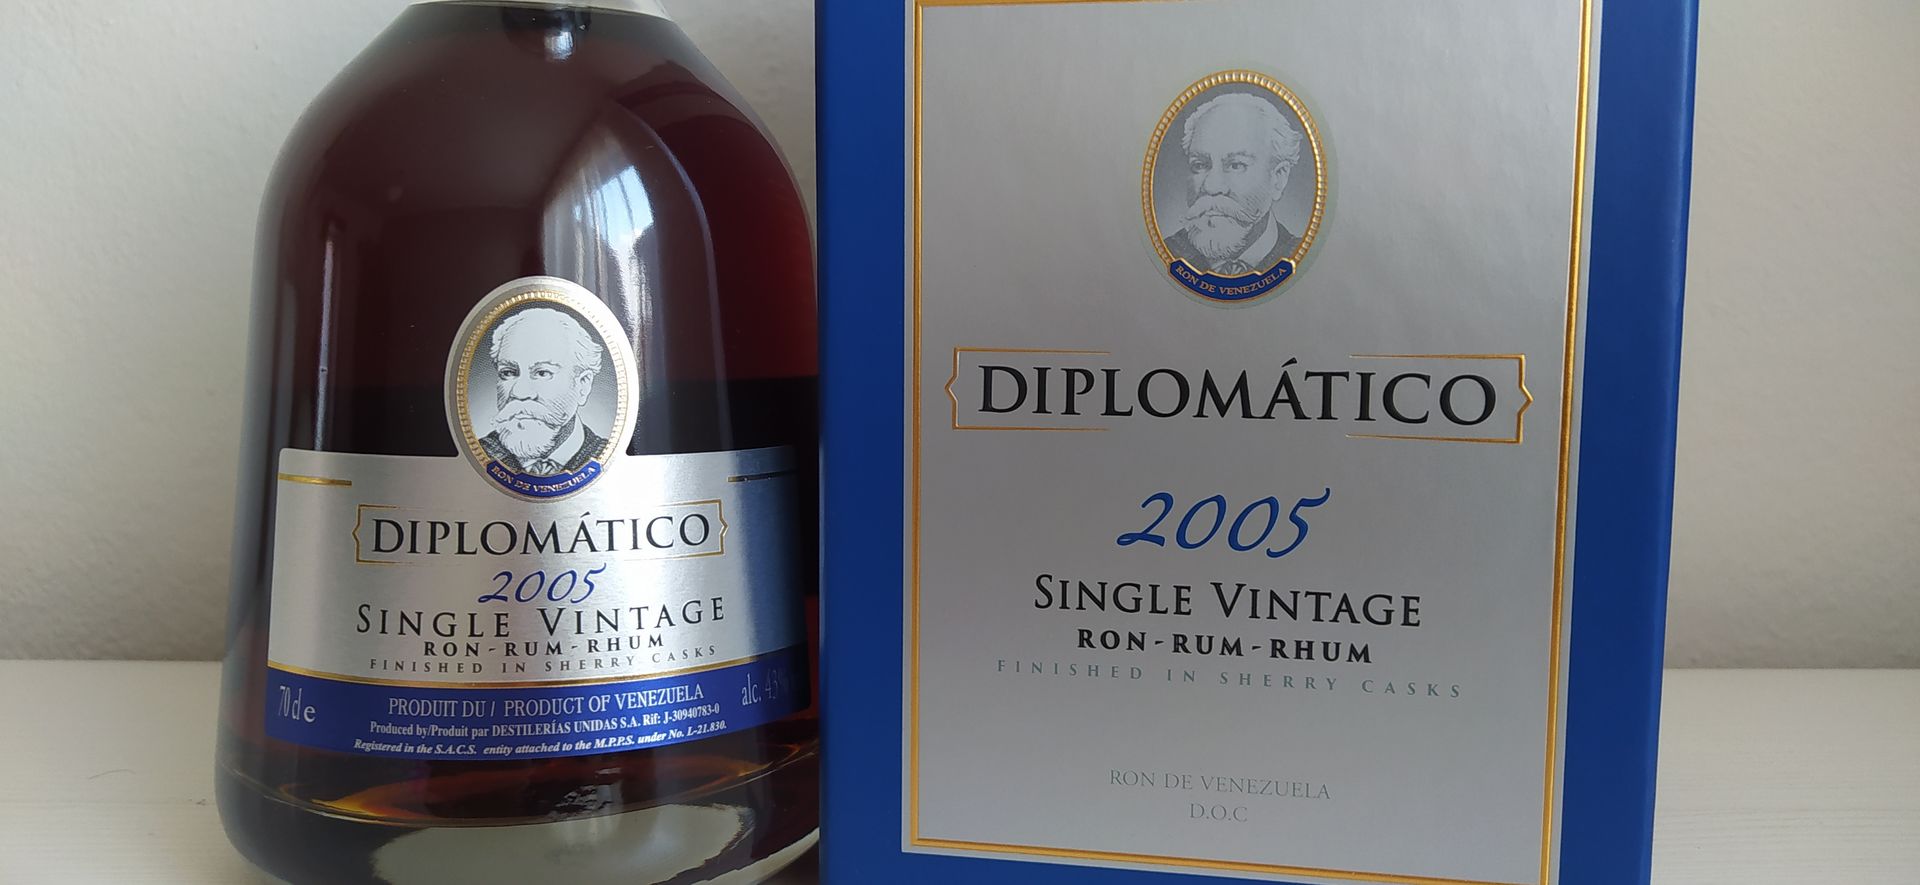 RON DE VENEZUELA
DIPLOMÁTICO
2005
SINGLE VINTAGE
RON-RUM-RHUM
FINISHED IN SHERRY CASKS
70cl e
PRODUIT DU / PRODUCT OF VENEZUELA
alc. 43%
Produced by/Produit par DESTILERÍAS UNIDAS S.A. Rif: J-30940783-0
Registered in the S.A.C.S. entity attached to the M.P.P.S. under No. L-21.830.
RON DE VENEZUELA
DIPLOMÁTICO
2005
SINGLE VINTAGE
RON-RUM-RHUM
FINISHED IN SHERRY CASKS
RON DE VENEZUELA
D.O.C